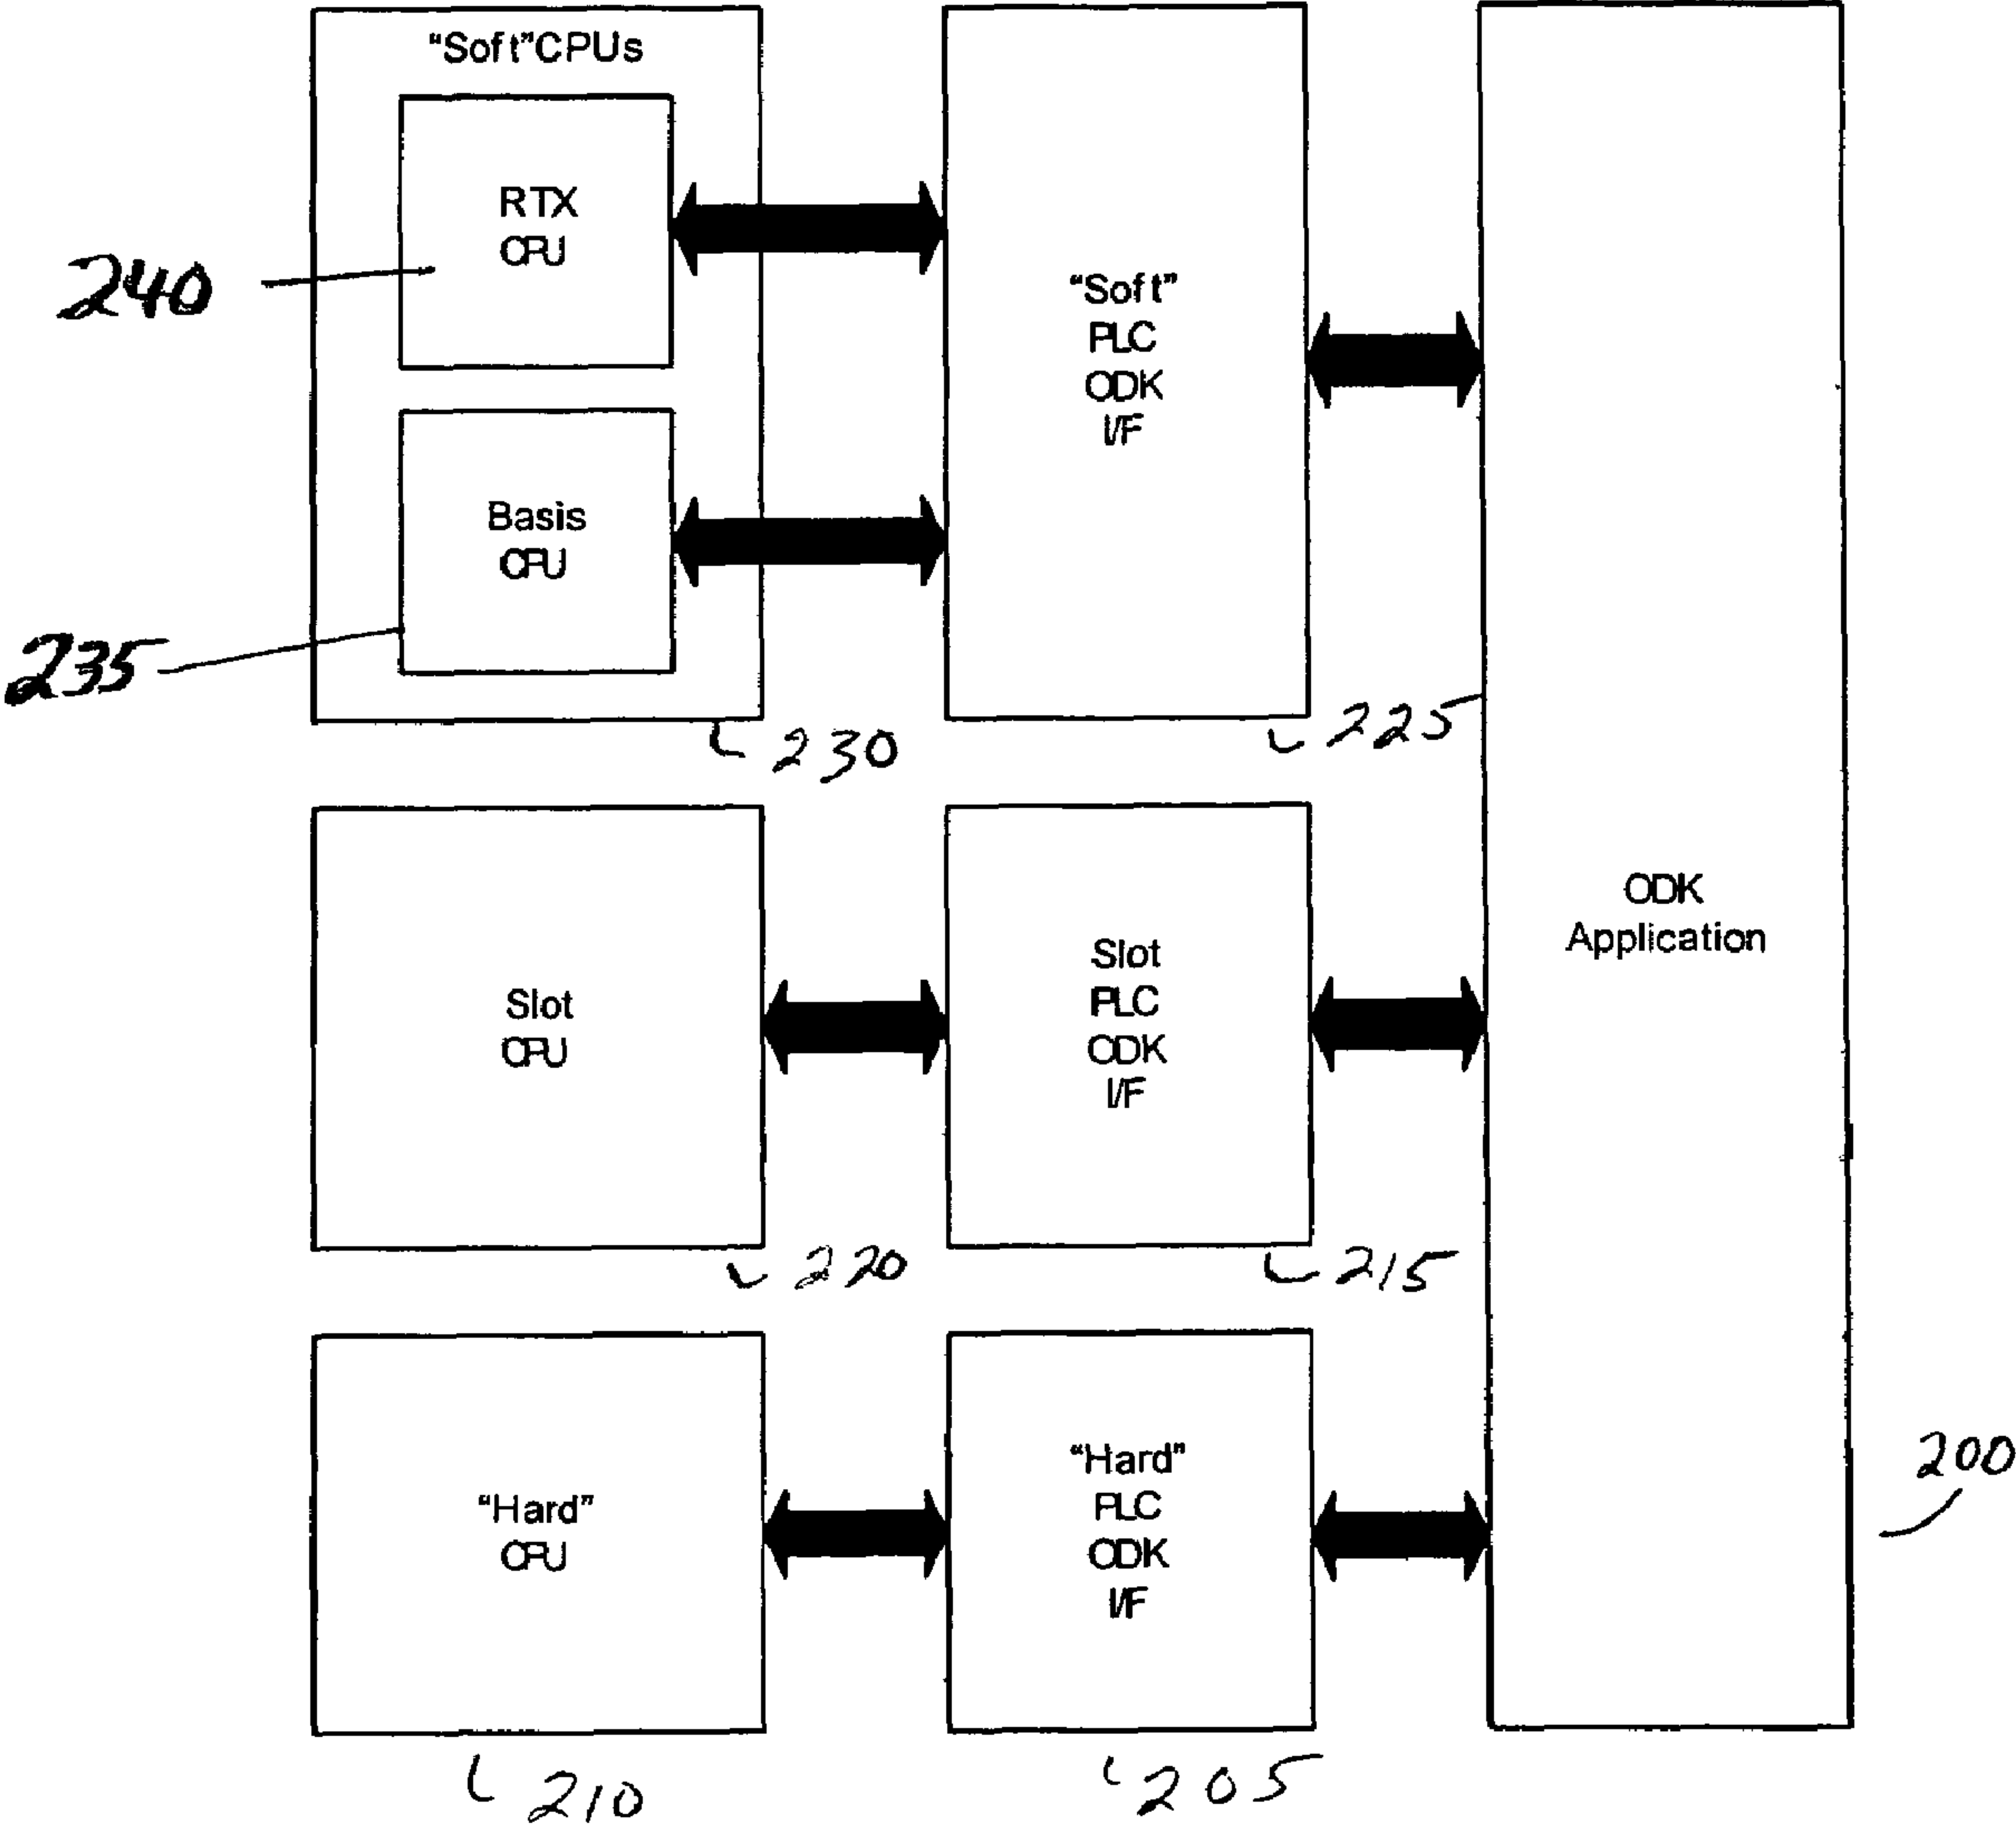 "Soft"CPUs
RTX
CPU
240
Basis
CPU
235
230
"Soft"
PLC
ODK
I/F
225
Slot
CPU
220
Slot
PLC
ODK
I/F
215
"Hard"
CPU
210
"Hard"
PLC
ODK
I/F
205
ODK
Application
200